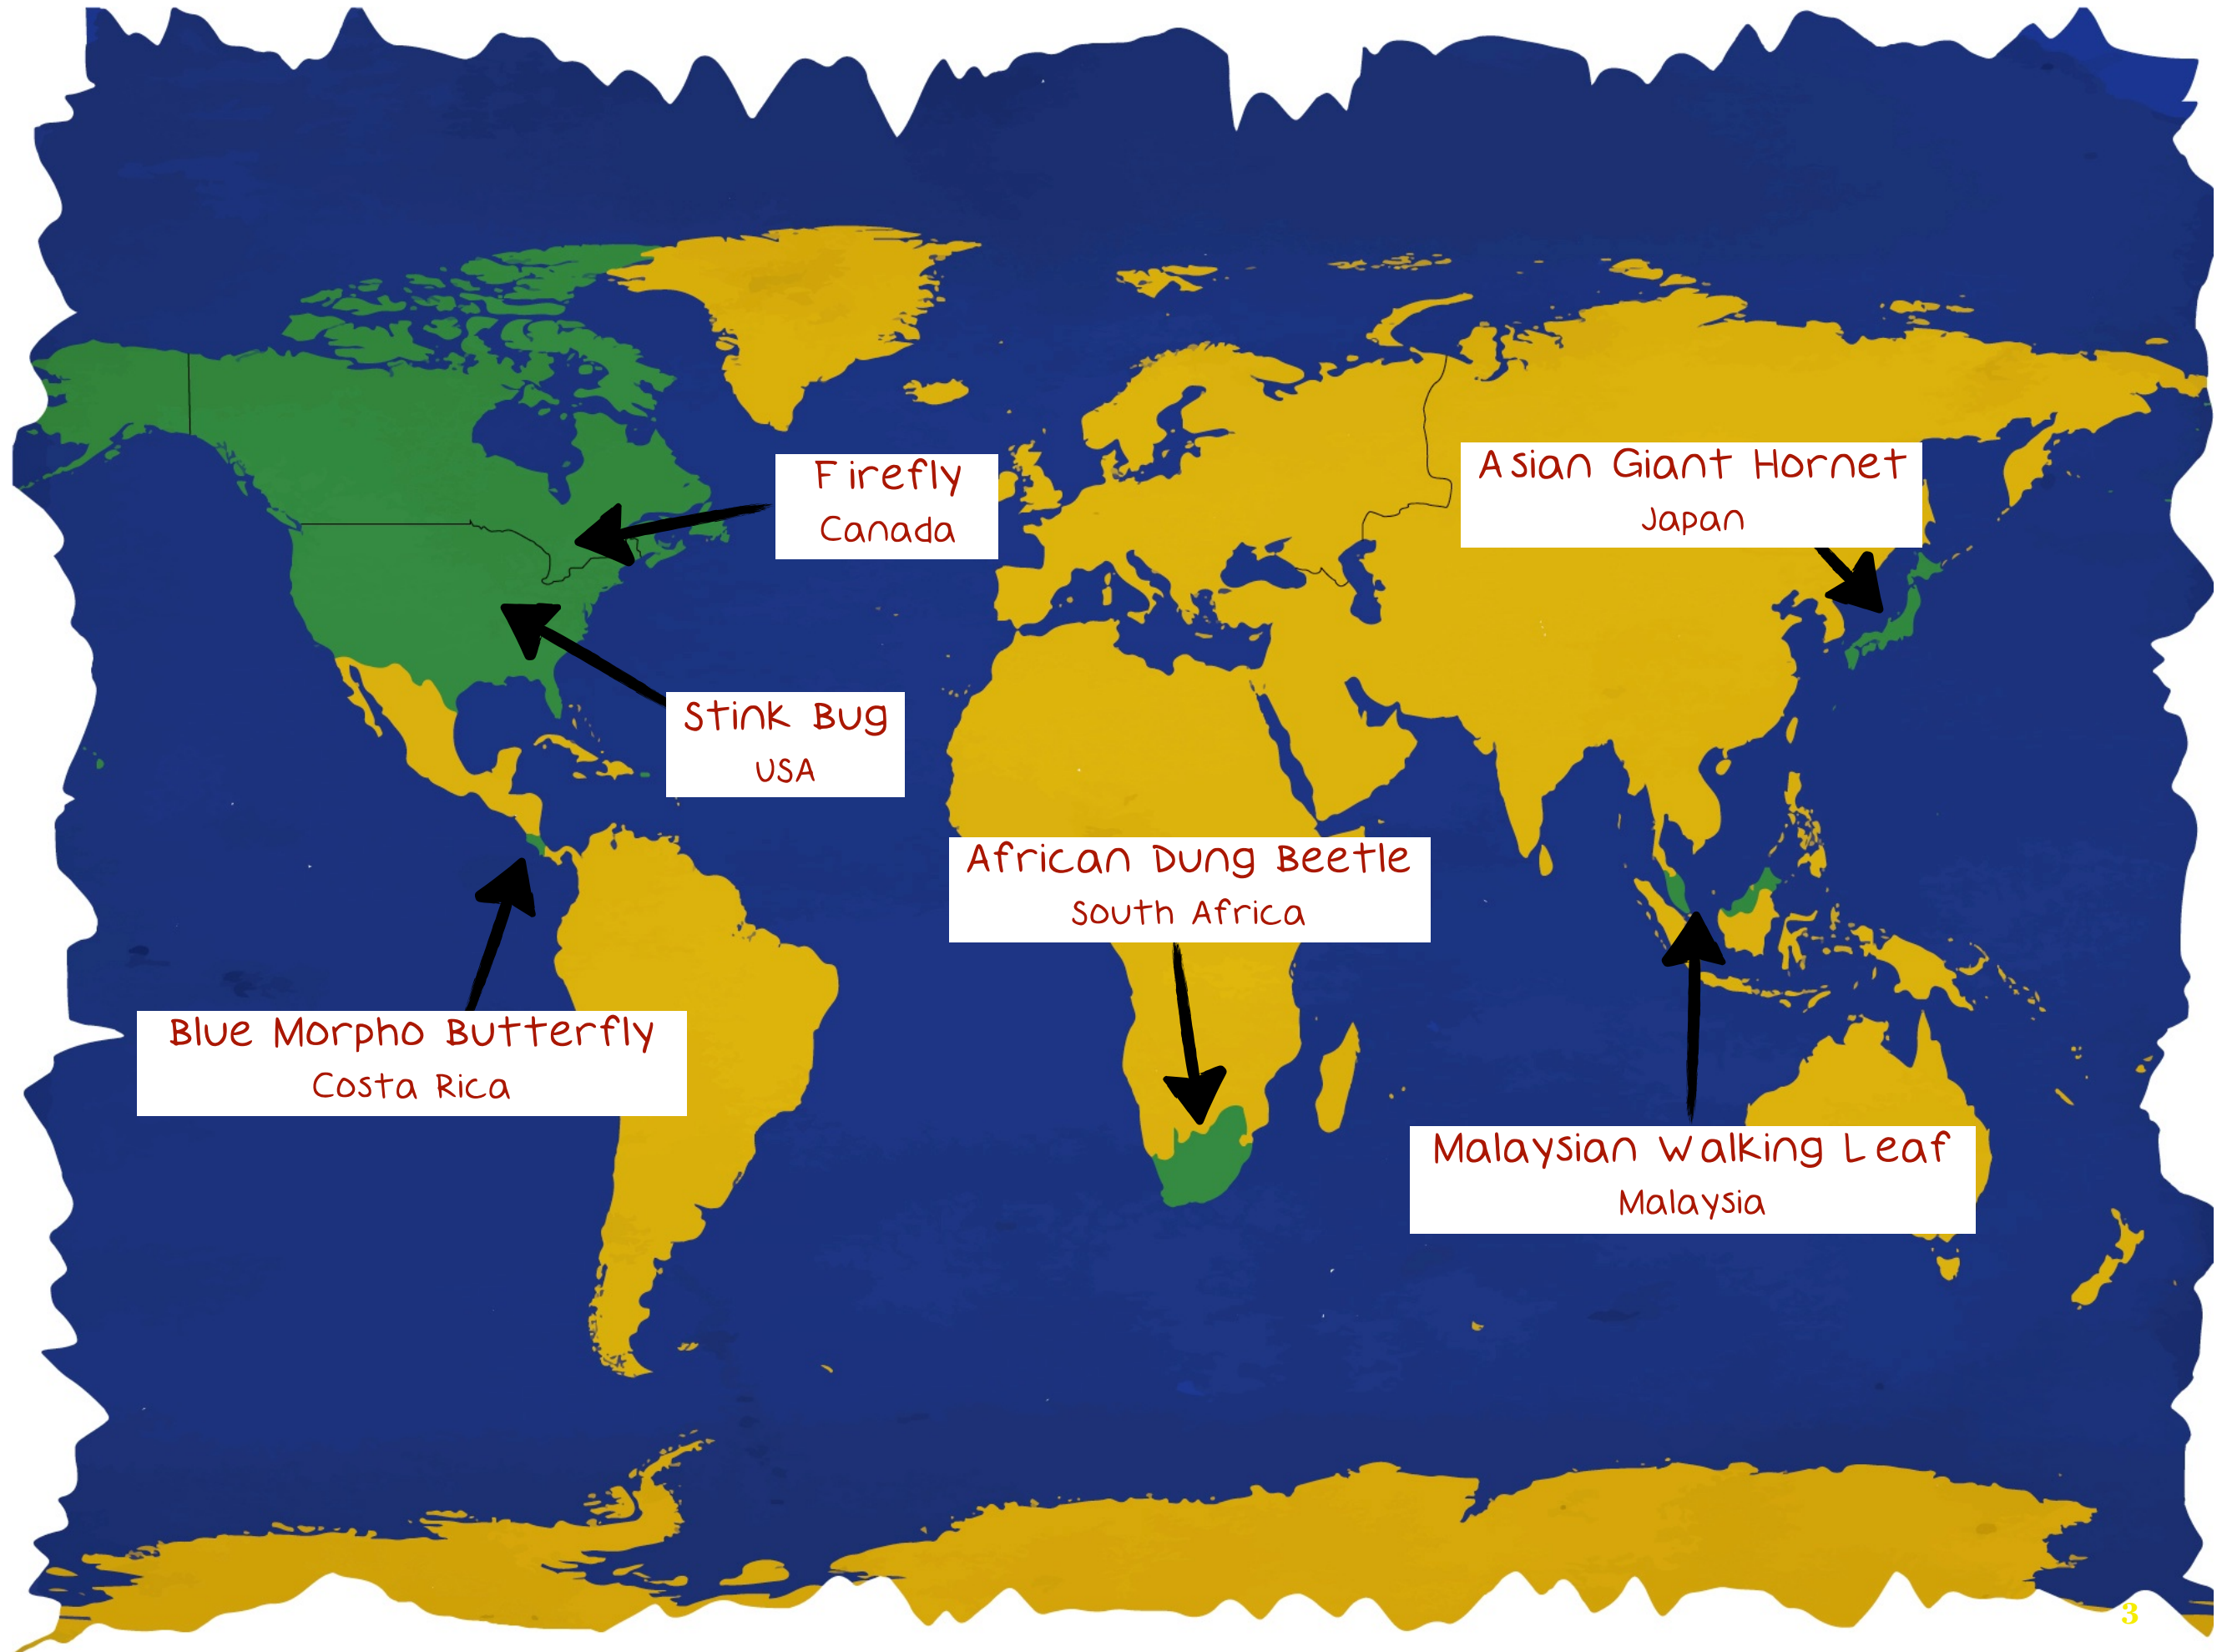 Firefly
Canada
Asian Giant Hornet
Japan
Stink Bug
USA
African Dung Beetle
South Africa
Blue Morpho Butterfly
Costa Rica
Malaysian Walking Leaf
Malaysia
3